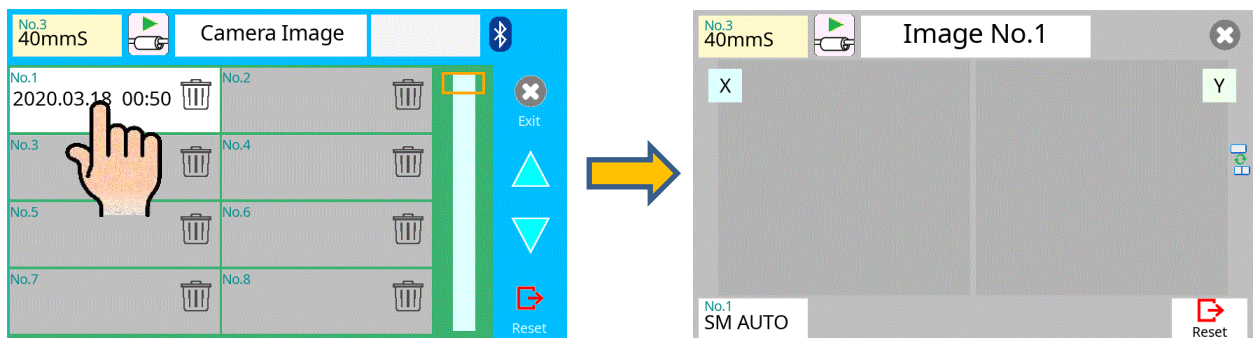 No.3
40mmS
Camera Image
No.1
2020.03.18 00:50
No.2
No.3
No.4
No.5
No.6
No.7
No.8
Exit
Reset
No.3
40mmS
Image No.1
X
Y
No.1
SM AUTO
Reset